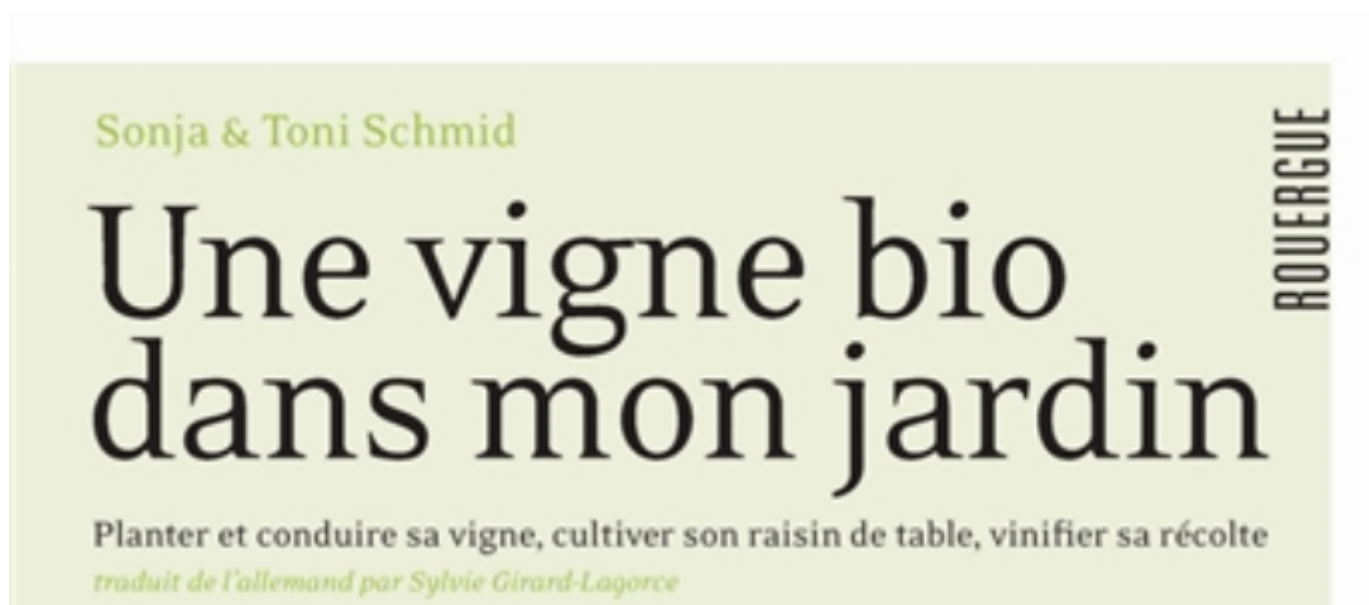 Sonja & Toni Schmid
Une vigne bio
dans mon jardin
Planter et conduire sa vigne, cultiver son raisin de table, vinifier sa récolte
traduit de l'allemand par Sylvie Girard-Lagorce
ROUERGUE